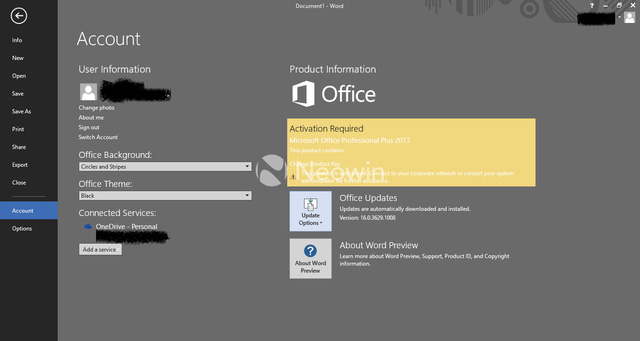 Document1 - Word
?
Info
New
Open
Save
Save As
Print
Share
Export
Close
Account
Options
Account
User Information
Change photo
About me
Sign out
Switch Account
Office Background:
Circles and Stripes
Office Theme:
Black
Connected Services:
OneDrive - Personal
Add a service
Product Information
Office
Activation Required
Microsoft Office Professional Plus 2013
This product contains
Change Product Key
connect to your corporate network or contact your system
Neowin
Update
Options
Office Updates
Updates are automatically downloaded and installed.
Version: 16.0.3629.1008
?
About Word
Preview
About Word Preview
Learn more about Word Preview, Support, Product ID, and Copyright
information.